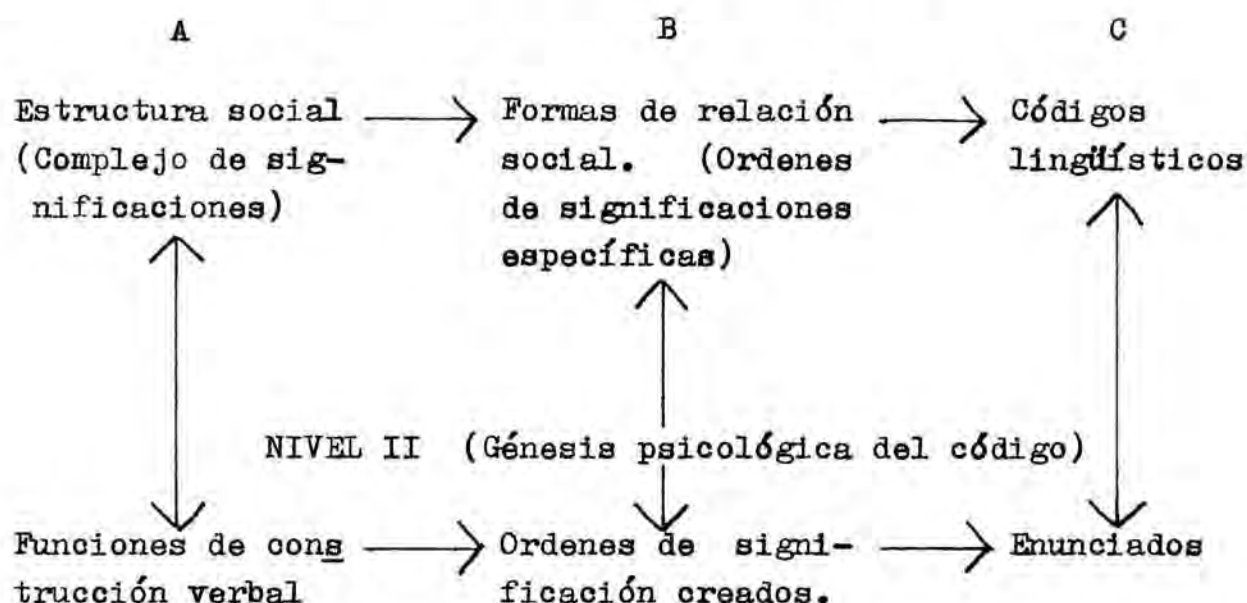 A B C
Estructura social Formas de relación Códigos
(Complejo de sig- social. (Ordenes lingüísticos
nificaciones) de significaciones
específicas)
NIVEL II (Génesis psicológica del código)
Funciones de cons Ordenes de signi- Enunciados
trucción verbal ficación creados.